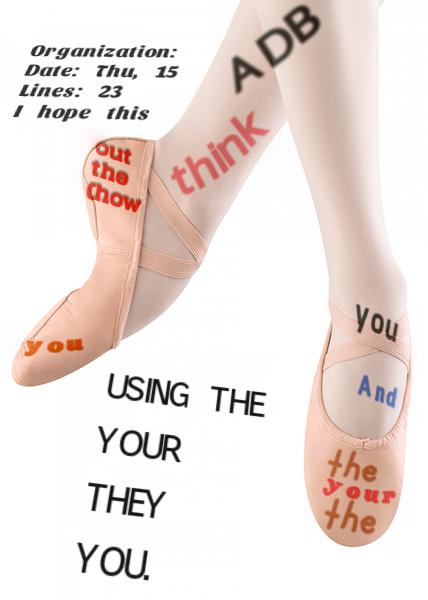 Organization:
Date: Thu, 15
Lines: 23
I hope this
ADB
think
out
the
(how
you
you
And
the
your
the
USING THE
YOUR
THEY
YOU.